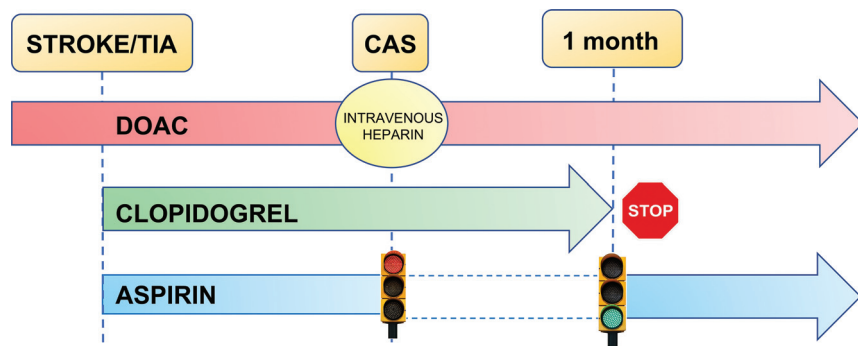 STROKE/TIA
CAS
1 month
DOAC
INTRAVENOUS
HEPARIN
CLOPIDOGREL
STOP
ASPIRIN